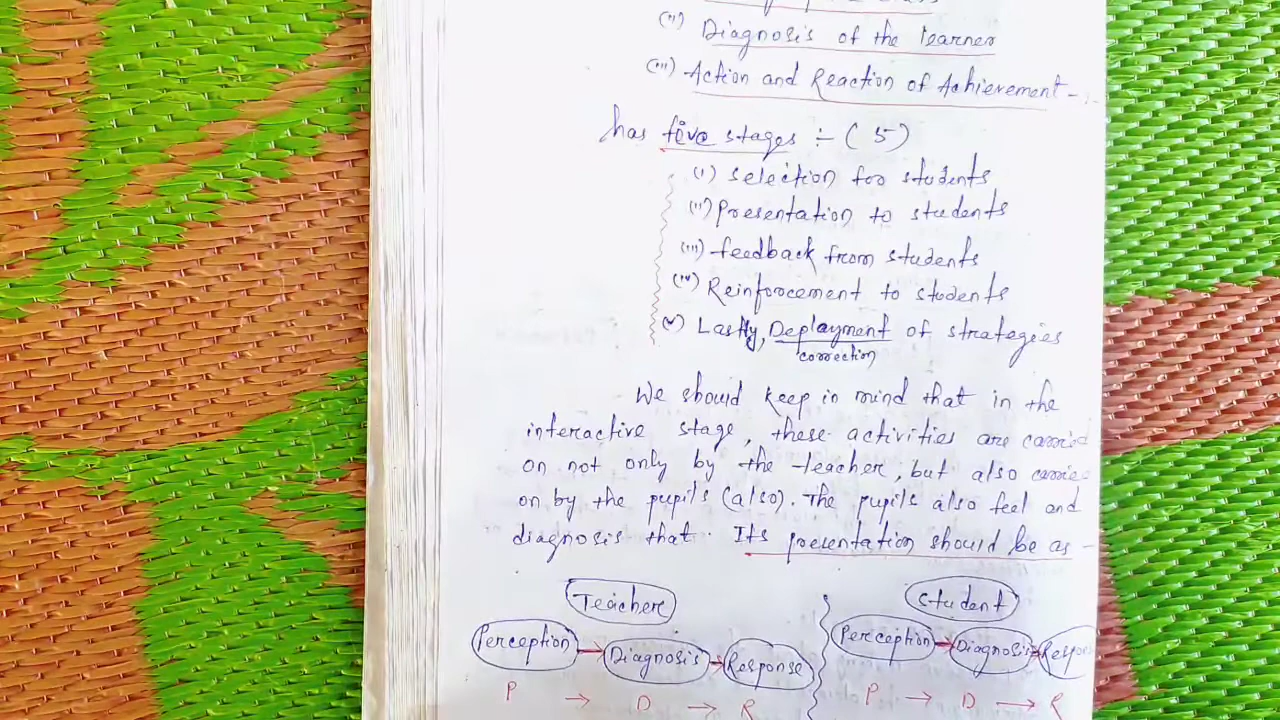 (ii) Diagnosis of the learner
(iii) Action and Reaction of Achievement -
has five stages :- (5)
(i) selection for students
(ii) Presentation to students
(iii) feedback from students
(iv) Reinforcement to students
(v) Lastly, Deployment of strategies
correction
We should keep in mind that in the
interactive stage, these activities are carried
on not only by the teacher, but also carried
on by the pupils (also). The pupils also feel and
diagnosis that. Its presentation should be as -
Teacher
Student
Perception → Diagnosis → Response
Perception → Diagnosis → Respon
P → D → R
P → D → R